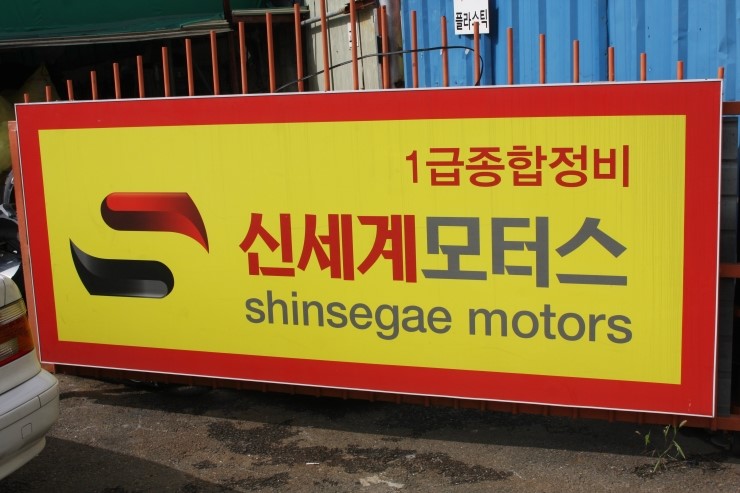 플라스틱
1급종합정비
신세계모터스
shinsegae motors